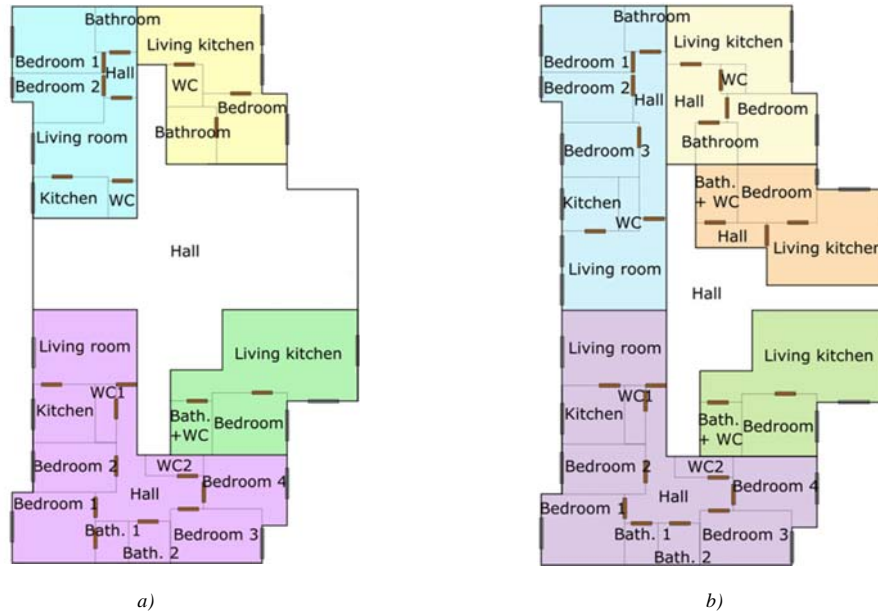 Bathroom
Living kitchen
Bedroom 1
Hall
WC
Bedroom 2
Bedroom
Living room
Bathroom
Kitchen
WC
Hall
Living room
Living kitchen
WC1
Kitchen
Bath.
+WC
Bedroom
Bedroom 2
WC2
Bedroom 4
Hall
Bedroom 1
Bath. 1
Bedroom 3
Bath. 2
a)
Bathroom
Living kitchen
Bedroom 1
WC
Bedroom 2
Hall
Hall
Bedroom
Bedroom 3
Bathroom
Bath.
+ WC
Bedroom
Kitchen
WC
Hall
Living kitchen
Living room
Hall
Living room
Living kitchen
WC1
Kitchen
Bath.
+ WC
Bedroom
Bedroom 2
WC2
Bedroom 4
Hall
Bedroom 1
Bath. 1
Bedroom 3
Bath. 2
b)